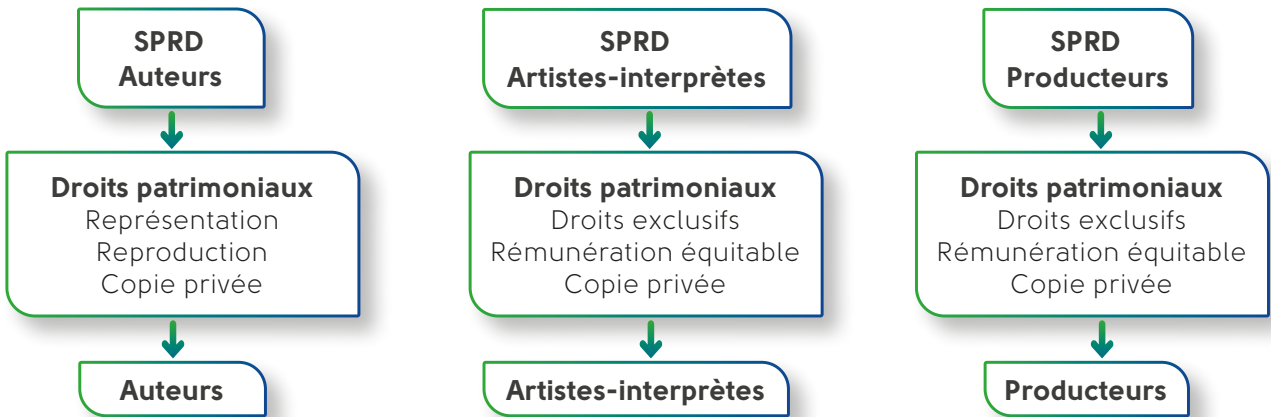 SPRD
Auteurs
Droits patrimoniaux
Représentation
Reproduction
Copie privée
Auteurs
SPRD
Artistes-interprètes
Droits patrimoniaux
Droits exclusifs
Rémunération équitable
Copie privée
Artistes-interprètes
SPRD
Producteurs
Droits patrimoniaux
Droits exclusifs
Rémunération équitable
Copie privée
Producteurs